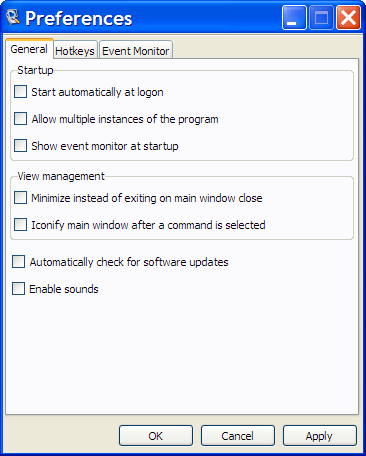 Preferences
General Hotkeys Event Monitor
Startup
Start automatically at logon
Allow multiple instances of the program
Show event monitor at startup
View management
Minimize instead of exiting on main window close
Iconify main window after a command is selected
Automatically check for software updates
Enable sounds
OK Cancel Apply